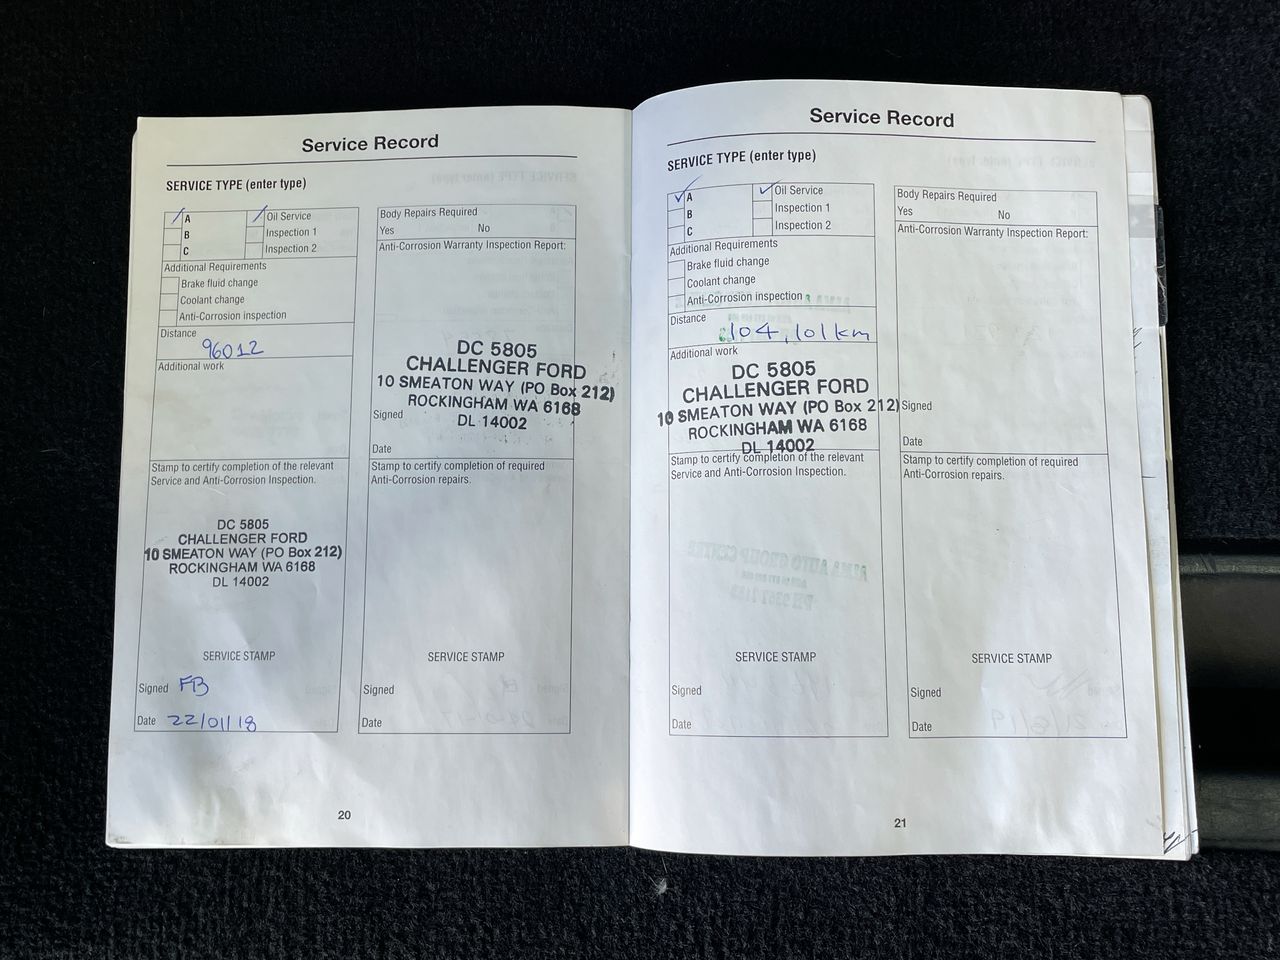 Service Record
SERVICE TYPE (enter type)
A
Oil Service
B
Inspection 1
C
Inspection 2
Additional Requirements
Brake fluid change
Coolant change
Anti-Corrosion inspection
Distance
96012
Additional work
Stamp to certify completion of the relevant
Service and Anti-Corrosion Inspection.
DC 5805
CHALLENGER FORD
10 SMEATON WAY (PO Box 212)
ROCKINGHAM WA 6168
DL 14002
SERVICE STAMP
Signed FB
Date 22/01/18
Body Repairs Required
Yes No
Anti-Corrosion Warranty Inspection Report:
DC 5805
CHALLENGER FORD
10 SMEATON WAY (PO Box 212)
ROCKINGHAM WA 6168
Signed
DL 14002
Date
Stamp to certify completion of required
Anti-Corrosion repairs.
SERVICE STAMP
Signed
Date
20
Service Record
SERVICE TYPE (enter type)
A
Oil Service
B
Inspection 1
C
Inspection 2
Additional Requirements
Brake fluid change
Coolant change
Anti-Corrosion inspection
Distance
104,101km
Additional work
DC 5805
CHALLENGER FORD
10 SMEATON WAY (PO Box 212)
ROCKINGHAM WA 6168
DL 14002
Stamp to certify completion of the relevant
Service and Anti-Corrosion Inspection.
SERVICE STAMP
Signed
Date
Body Repairs Required
Yes No
Anti-Corrosion Warranty Inspection Report:
Signed
Date
Stamp to certify completion of required
Anti-Corrosion repairs.
SERVICE STAMP
Signed
Date
21